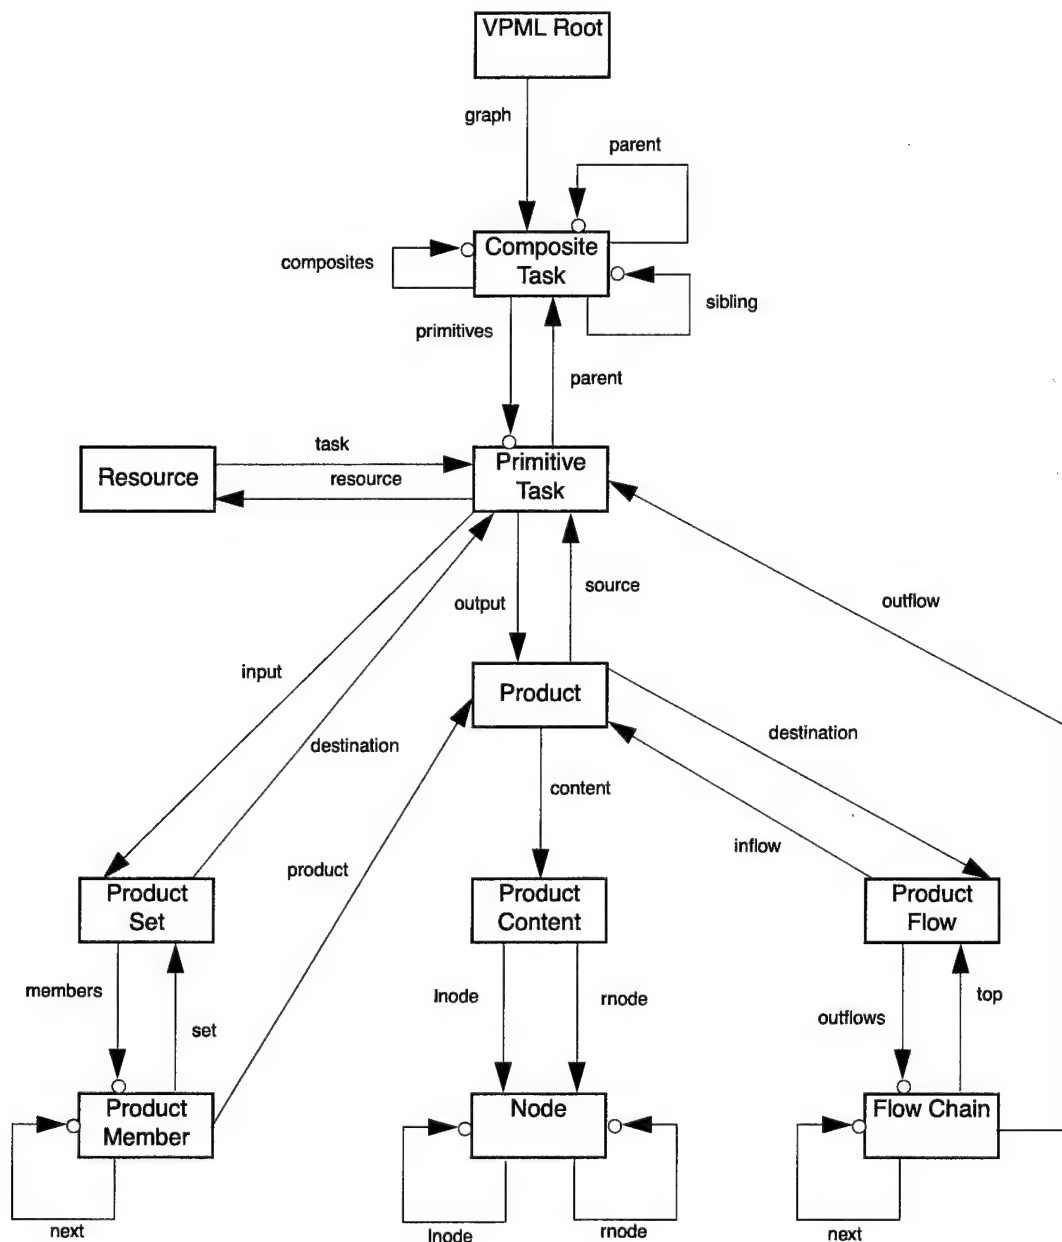 VPML Root
graph
parent
Composite
Task
composites
sibling
primitives
parent
task
Resource
resource
Primitive
Task
output
source
outflow
input
Product
destination
destination
content
inflow
product
Product
Set
Product
Content
Product
Flow
members
set
lnode
rnode
outflows
top
Product
Member
Node
Flow Chain
next
lnode
rnode
next